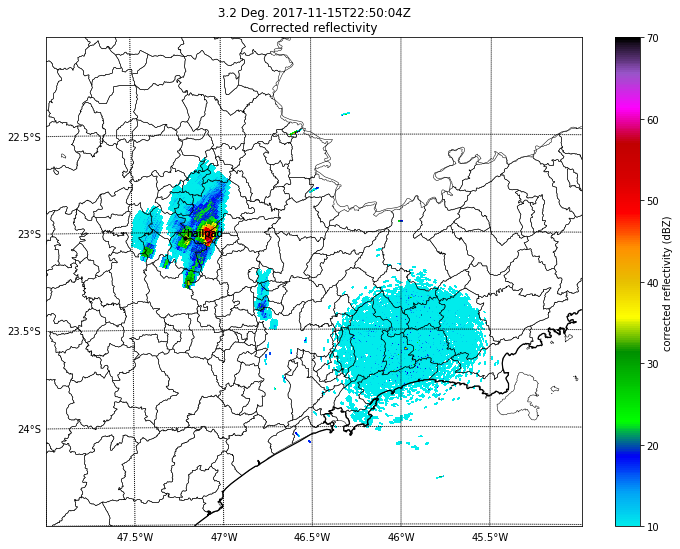 3.2 Deg. 2017-11-15T22:50:04Z
Corrected reflectivity
22.5°S
23°S
23.5°S
24°S
47.5°W
47°W
46.5°W
46°W
45.5°W
70
60
50
40
30
20
10
corrected reflectivity (dBZ)